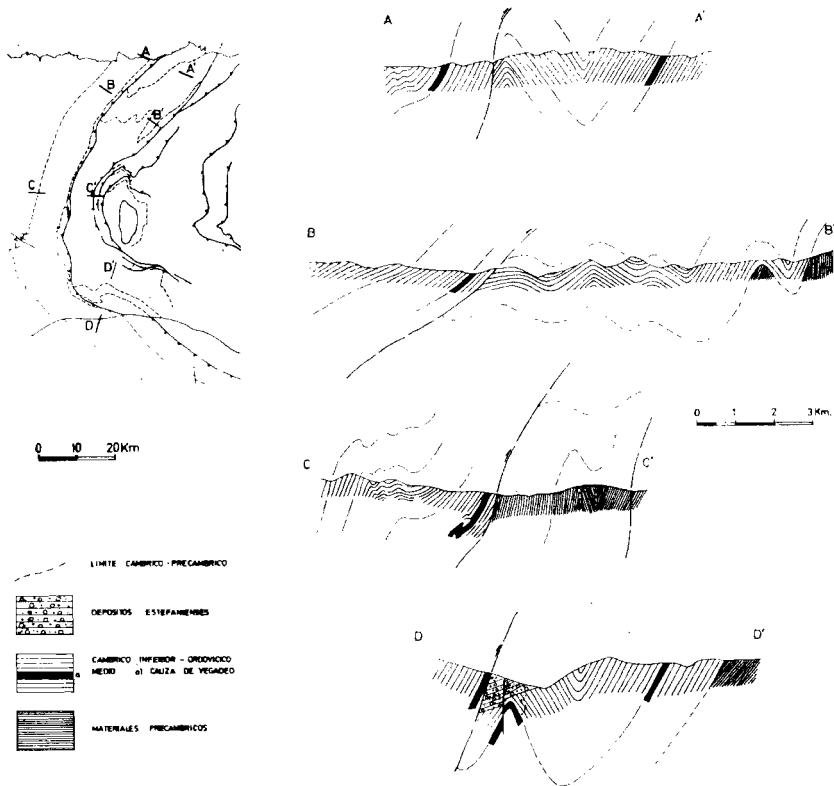 A
A'
B
B'
C
C'
D'
D
0 10 20 Km
LIMITE CAMBRICO - PRECAMBRICO
DEPOSITOS ESTEFANIENSES
CAMBRICO INFERIOR - ORDOVICICO
MEDIO a) CALIZA DE VEGADEO
a
MATERIALES PRECAMBRICOS
A
A'
B
B'
0 1 2 3 Km.
C
C'
D
D'